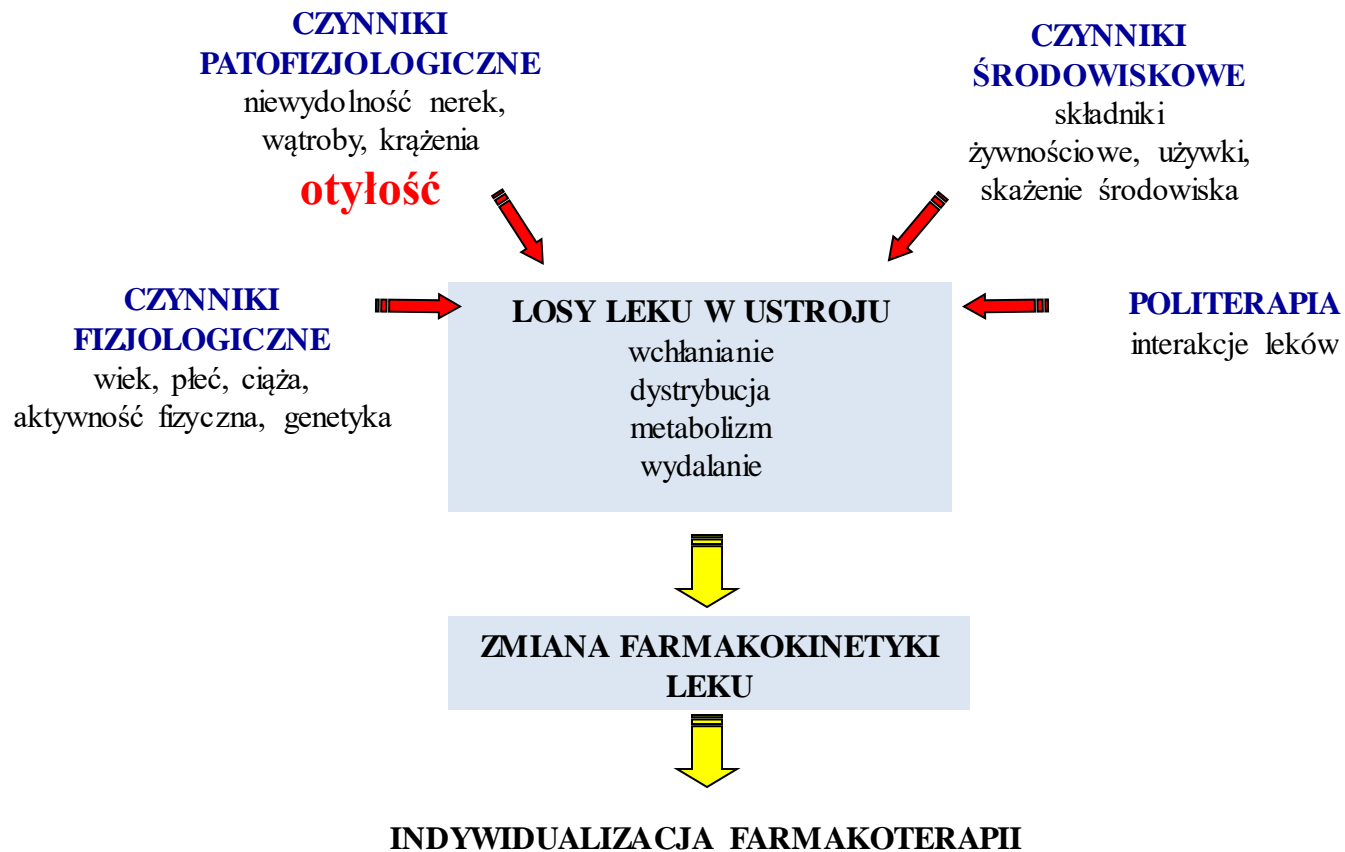 CZYNNIKI
PATOFIZJOLOGICZNE
niewydolność nerek,
wątroby, krążenia
otyłość
CZYNNIKI
ŚRODOWISKOWE
składniki
żywnościowe, używki,
skażenie środowiska
CZYNNIKI
FIZJOLOGICZNE
wiek, płeć, ciąża,
aktywność fizyczna, genetyka
LOSY LEKU W USTROJU
wchłanianie
dystrybucja
metabolizm
wydalanie
POLITERAPIA
interakcje leków
ZMIANA FARMAKOKINETYKI
LEKU
INDYWIDUALIZACJA FARMAKOTERAPII